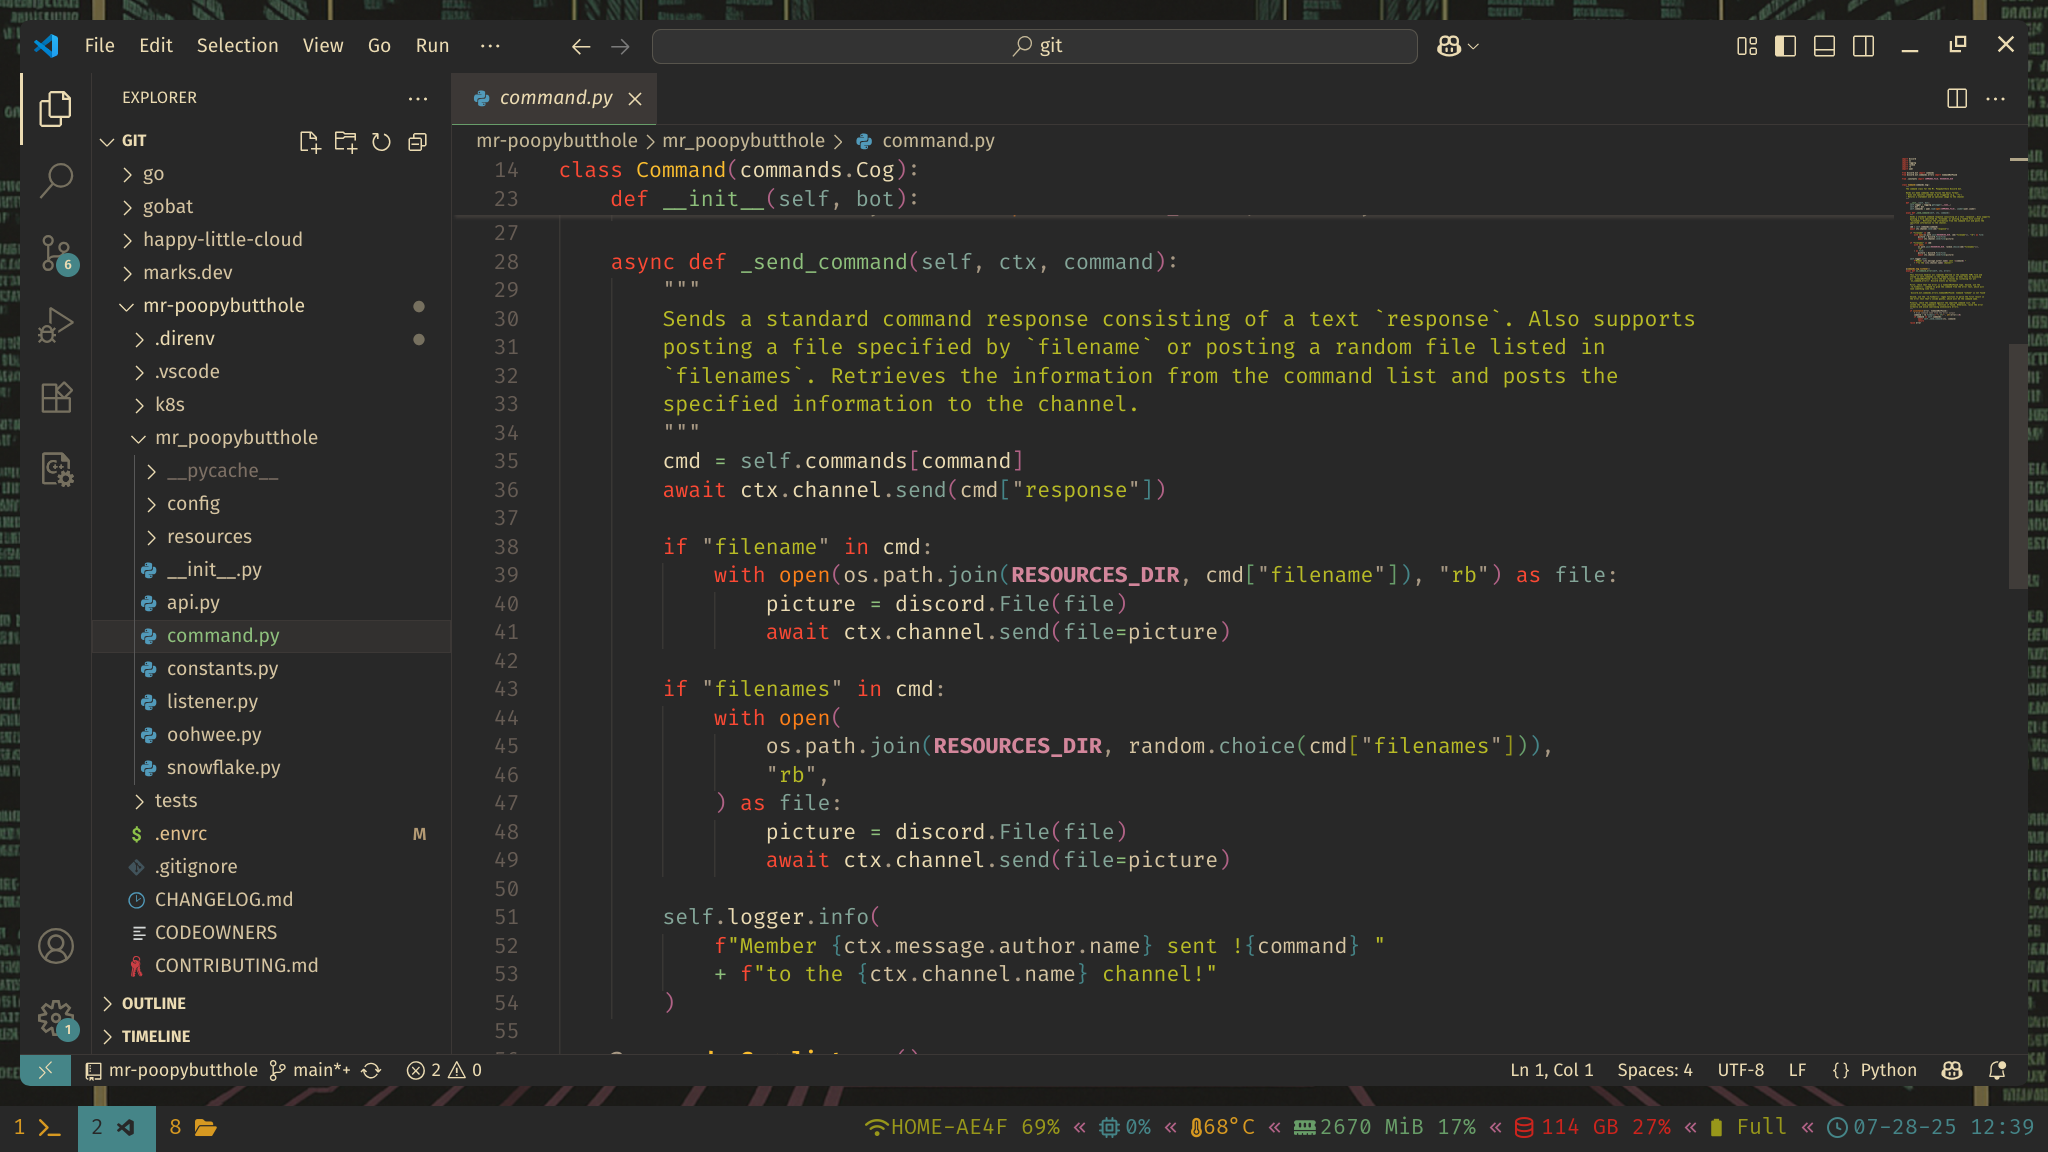 File Edit Selection View Go Run ··· git
EXPLORER ···
GIT
go
gobat
happy-little-cloud
marks.dev
mr-poopybutthole
.direnv
.vscode
k8s
mr_poopybutthole
__pycache__
config
resources
__init__.py
api.py
command.py
constants.py
listener.py
oohwee.py
snowflake.py
tests
.envrc M
.gitignore
CHANGELOG.md
CODEOWNERS
CONTRIBUTING.md
OUTLINE
TIMELINE
6
1
command.py
mr-poopybutthole > mr_poopybutthole > command.py
14 class Command(commands.Cog):
23 def __init__(self, bot):
27
28 async def _send_command(self, ctx, command):
29 """
30 Sends a standard command response consisting of a text `response`. Also supports
31 posting a file specified by `filename` or posting a random file listed in
32 `filenames`. Retrieves the information from the command list and posts the
33 specified information to the channel.
34 """
35 cmd = self.commands[command]
36 await ctx.channel.send(cmd["response"])
37
38 if "filename" in cmd:
39 with open(os.path.join(RESOURCES_DIR, cmd["filename"]), "rb") as file:
40 picture = discord.File(file)
41 await ctx.channel.send(file=picture)
42
43 if "filenames" in cmd:
44 with open(
45 os.path.join(RESOURCES_DIR, random.choice(cmd["filenames"])),
46 "rb",
47 ) as file:
48 picture = discord.File(file)
49 await ctx.channel.send(file=picture)
50
51 self.logger.info(
52 f"Member {ctx.message.author.name} sent !{command} "
53 + f"to the {ctx.channel.name} channel!"
54 )
55
mr-poopybutthole main*+ 2 0 Ln 1, Col 1 Spaces: 4 UTF-8 LF {} Python
1 2 8 HOME-AE4F 69% « 0% « 68°C « 2670 MiB 17% « 114 GB 27% « Full « 07-28-25 12:39